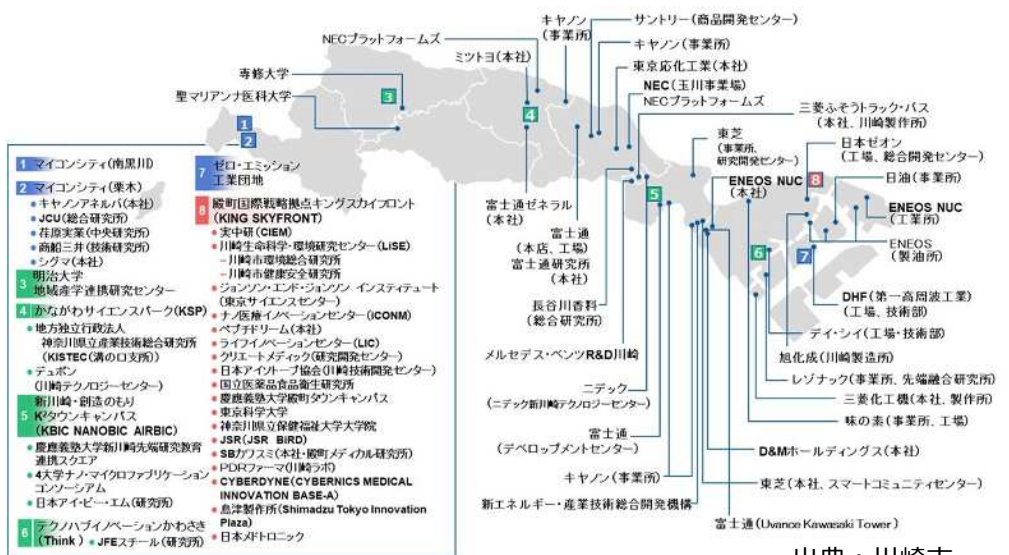 NECプラットフォームズ
専修大学
聖マリアンナ医科大学
ミツトヨ(本社)
キヤノン
(事業所)
サントリー(商品開発センター)
キヤノン(事業所)
東京応化工業(本社)
NEC(玉川事業場)
NECプラットフォームズ
三菱ふそうトラック・バス
(本社、川崎製作所)
東芝
(事業所、
研究開発センター)
日本ゼオン
(工場、総合開発センター)
ENEOS NUC
(本社)
日油(事業所)
ENEOS NUC
(工業所)
ENEOS
(製油所)
DHF(第一高周波工業)
(工場、技術部)
デイ・シイ(工場・技術部)
旭化成(川崎製造所)
レゾナック(事業所、先端融合研究所)
三菱化工機(本社、製作所)
味の素(事業所、工場)
D&Mホールディングス(本社)
東芝(本社、スマートコミュニティセンター)
富士通(Uvance Kawasaki Tower)
富士通ゼネラル
(本社)
富士通
(本店、工場)
富士通研究所
(本社)
長谷川香料
(総合研究所)
メルセデス・ベンツR&D川崎
ニデック
(ニデック新川崎テクノロジーセンター)
富士通
(デベロップメントセンター)
キヤノン(事業所)
新エネルギー・産業技術総合開発機構
1
2
3
4
5
6
7
8
1 マイコンシティ(南黒川)
2 マイコンシティ(栗木)
キヤノンアネルバ(本社)
JCU(総合研究所)
荏原実業(中央研究所)
商船三井(技術研究所)
シグマ(本社)
3 明治大学
地域産学連携研究センター
4 かながわサイエンスパーク(KSP)
地方独立行政法人
神奈川県立産業技術総合研究所
(KISTEC(溝の口支所))
デュポン
(川崎テクノロジーセンター)
5 新川崎・創造のもり
K²タウンキャンパス
(KBIC NANOBIC AIRBIC)
慶應義塾大学新川崎先端研究教育
連携スクエア
4大学ナノ・マイクロファブリケーション
コンソーシアム
日本アイ・ビー・エム(研究所)
6 テクノハブイノベーションかわさき
(Think) JFEスチール(研究所)
7 ゼロ・エミッション
工業団地
8 殿町国際戦略拠点キングスカイフロント
(KING SKYFRONT)
実中研(CIEM)
川崎生命科学・環境研究センター(LiSE)
-川崎市環境総合研究所
-川崎市健康安全研究所
ジョンソン・エンド・ジョンソン インスティテュート
(東京サイエンスセンター)
ナノ医療イノベーションセンター(iCONM)
ペプチドリーム(本社)
ライフイノベーションセンター(LIC)
クリエートメディック(研究開発センター)
日本アイソトープ協会(川崎技術開発センター)
国立医薬品食品衛生研究所
慶應義塾大学殿町タウンキャンパス
東京科学大学
神奈川県立保健福祉大学大学院
JSR(JSR BiRD)
SBカワスミ(本社・殿町メディカル研究所)
PDRファーマ(川崎ラボ)
CYBERDYNE(CYBERNICS MEDICAL
INNOVATION BASE-A)
島津製作所(Shimadzu Tokyo Innovation
Plaza)
日本メドトロニック
出典:川崎市